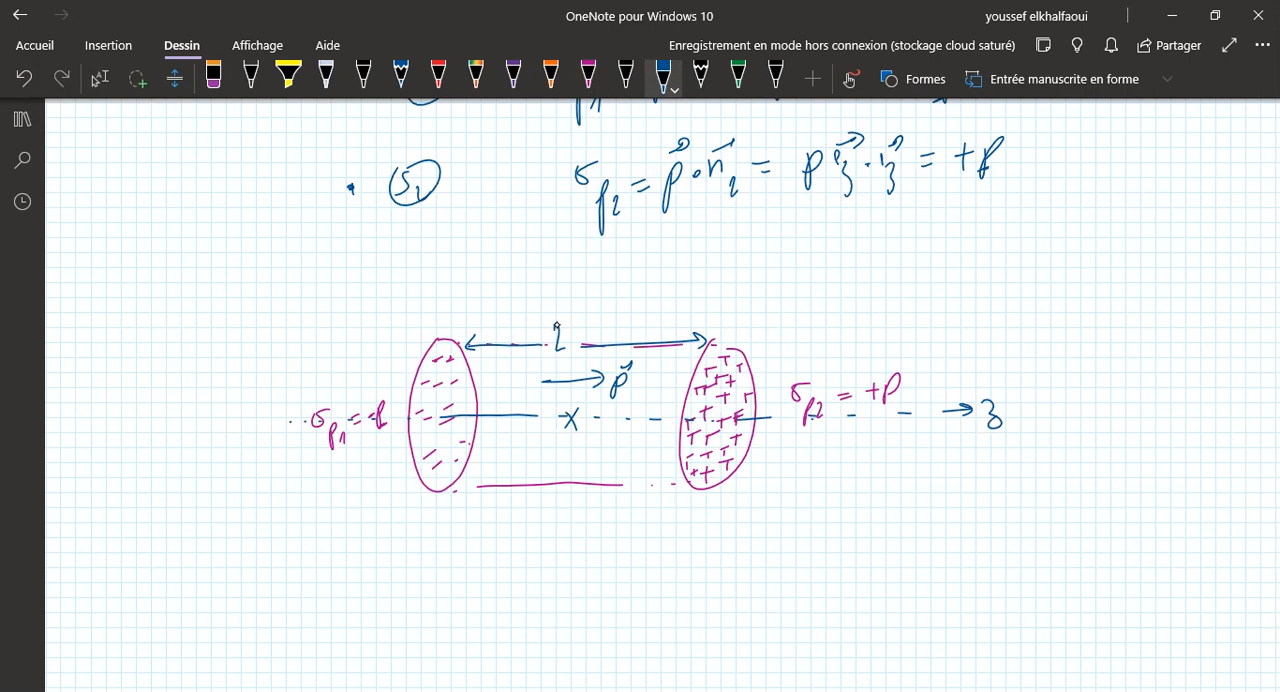 OneNote pour Windows 10
youssef elkhalfaoui
Accueil Insertion Dessin Affichage Aide
Enregistrement en mode hors connexion (stockage cloud saturé)
Partager
Formes
Entrée manuscrite en forme
• (S₁) σp₂ = p⃗ • n⃗₂ = p z⃗ · z⃗ = +p
l
p⃗
σp₁ = -p
σp₂ = +p
z